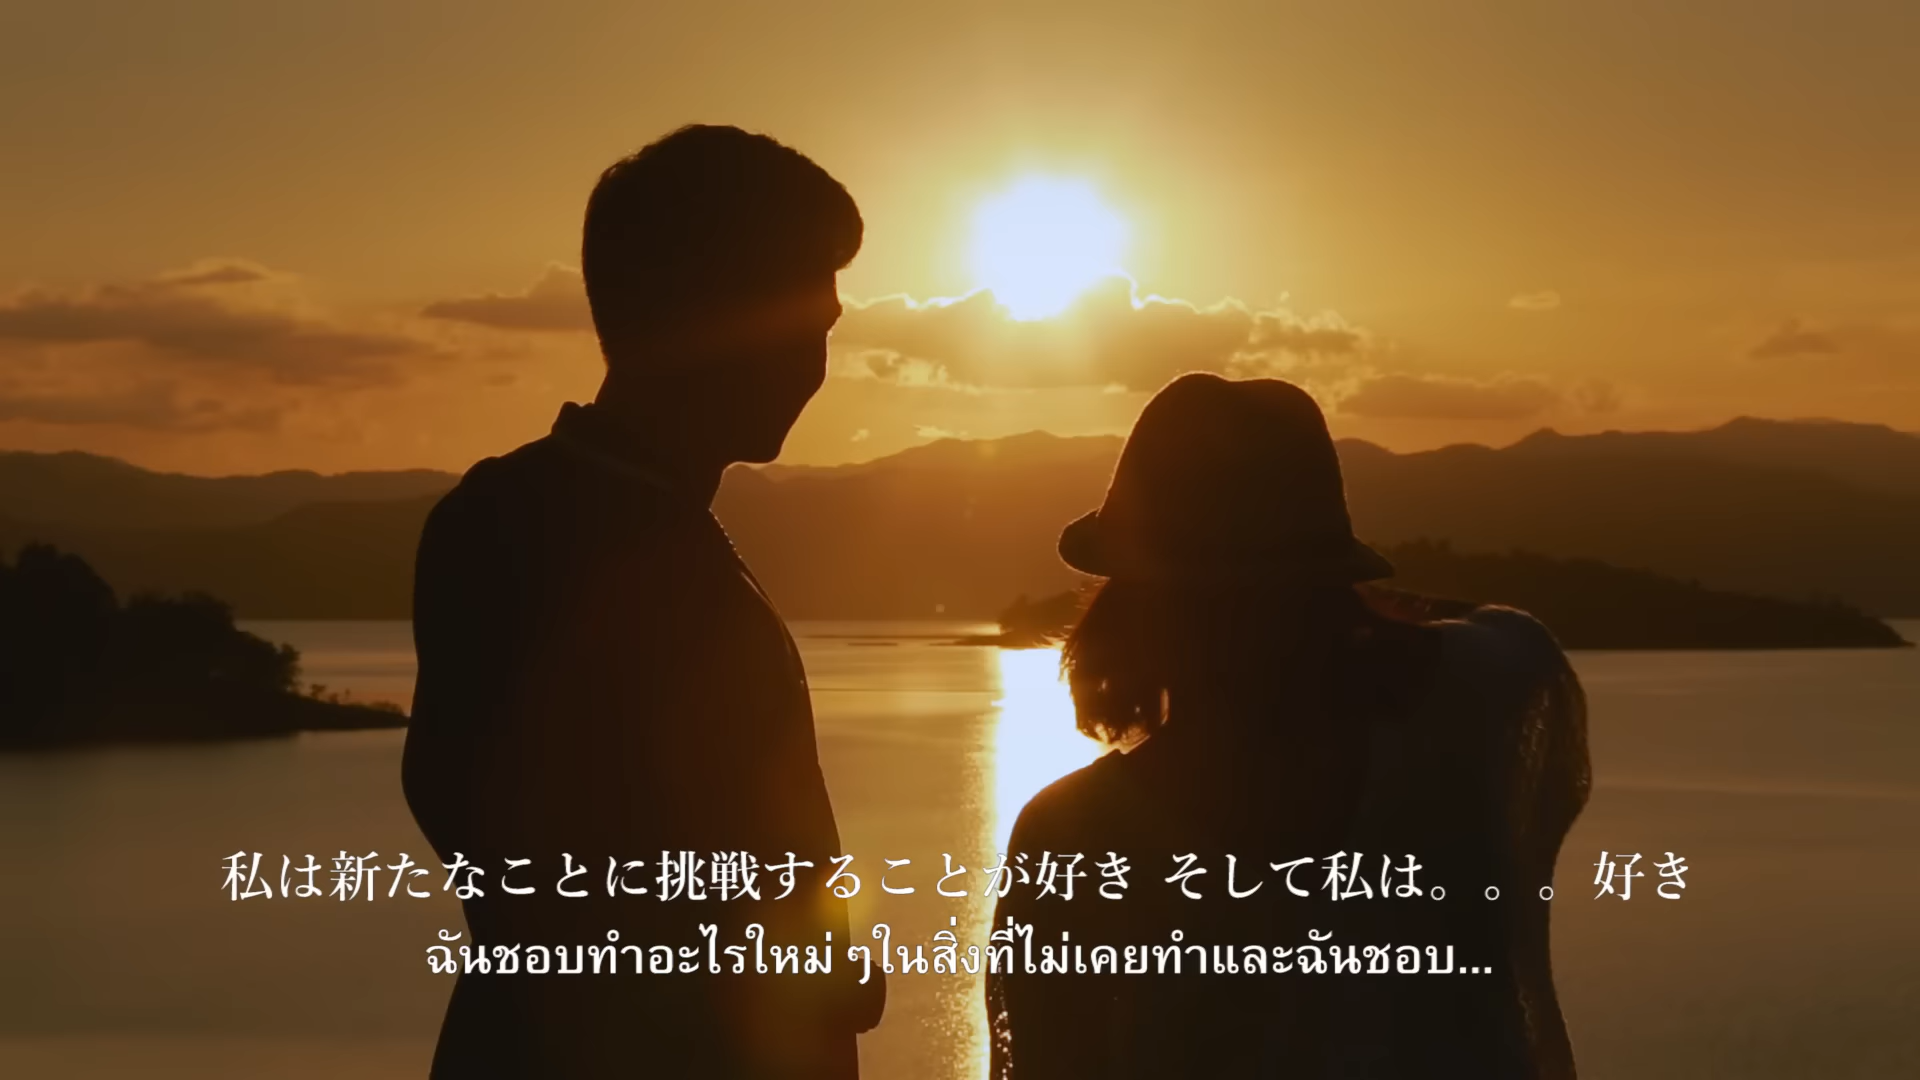 私は新たなことに挑戦することが好き そして私は。。。好き
ฉันชอบทำอะไรใหม่ ๆในสิ่งที่ไม่เคยทำและฉันชอบ...